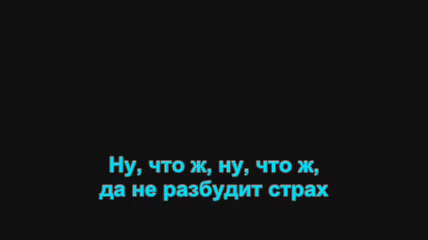 Ну, что ж, ну, что ж,
да не разбудит страх